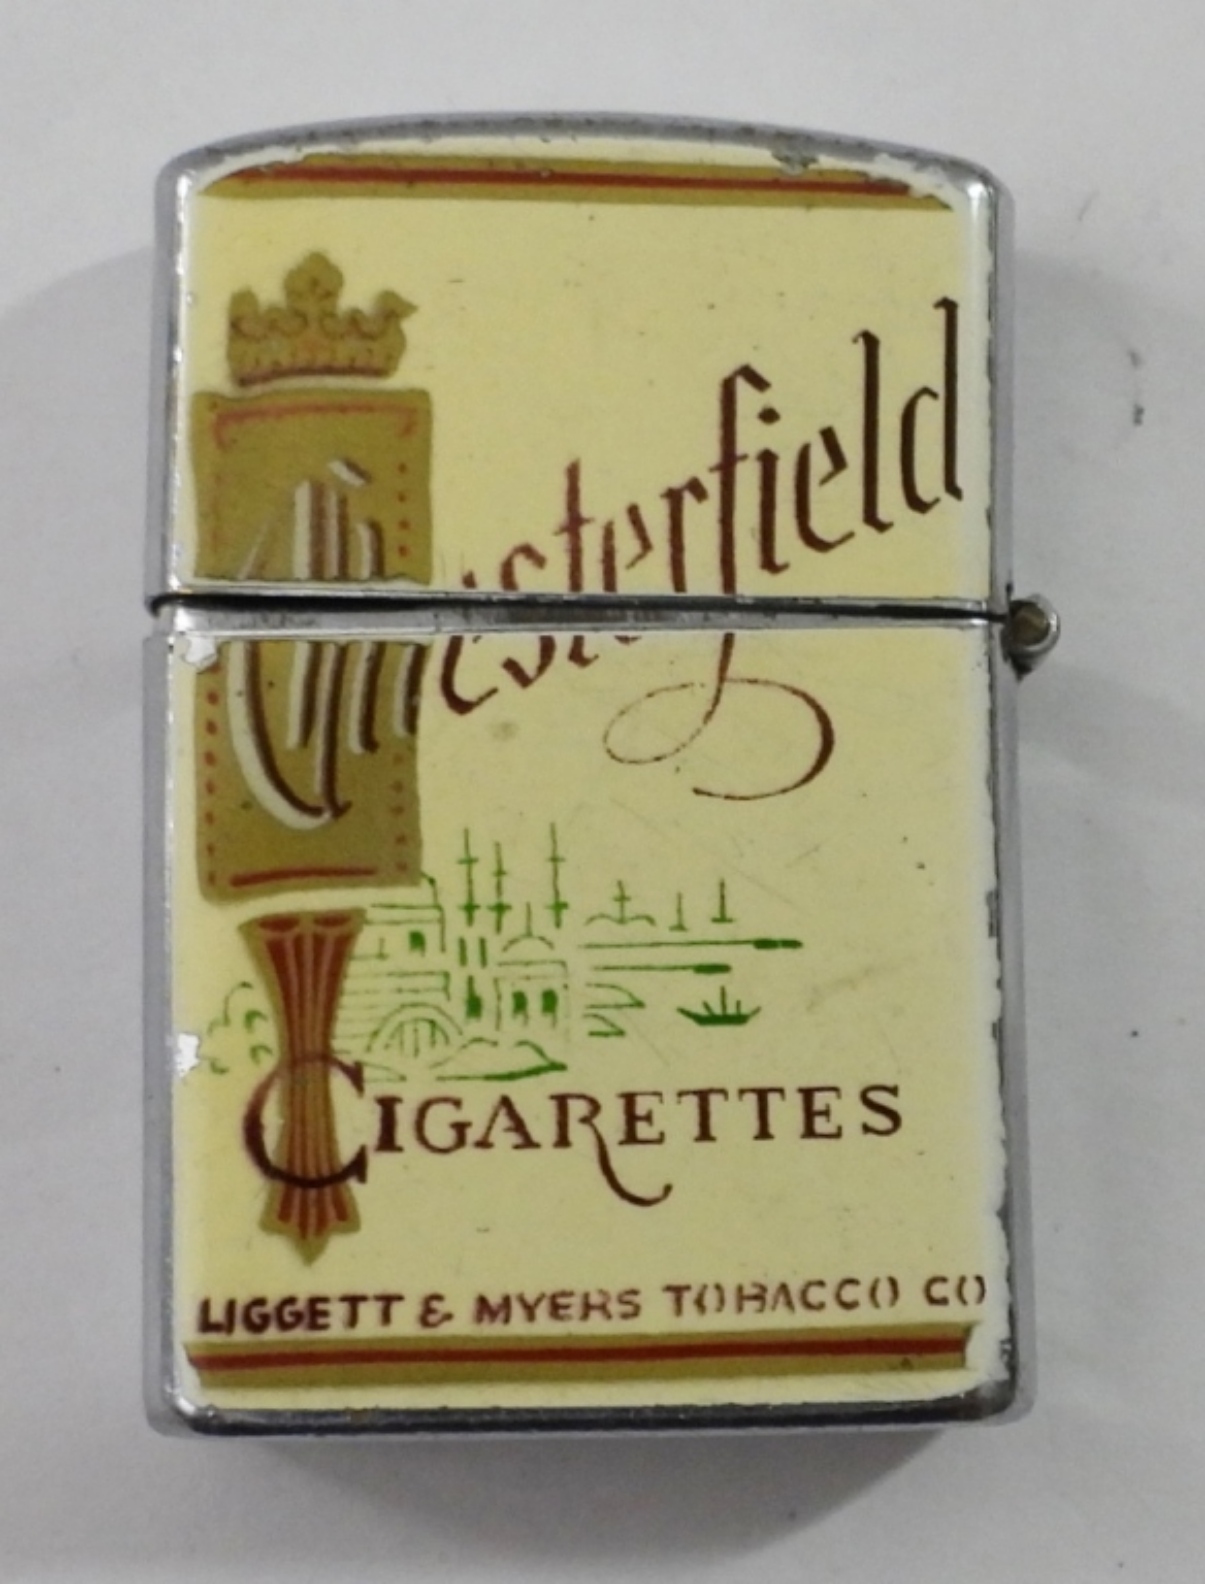 Chesterfield
CIGARETTES
LIGGETT & MYERS TOBACCO CO